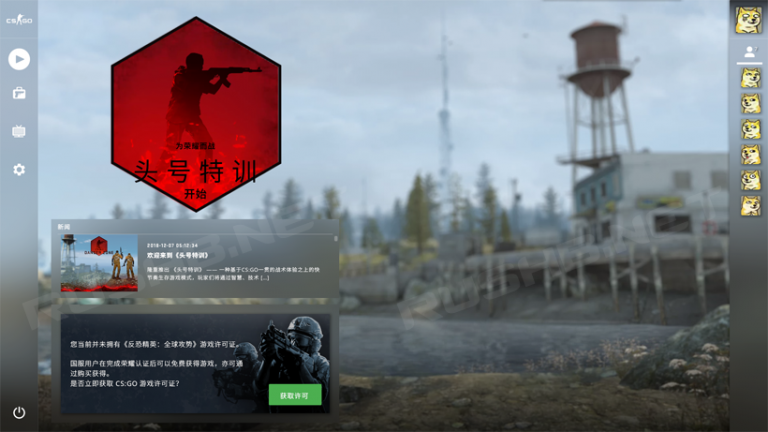 CS:GO
为荣耀而战
头号特训
开始
新闻
2018-12-07 05:10:34
欢迎来到《头号特训》
隆重推出《头号特训》 —— 一种基于CS:GO一贯的战术体验之上的快
节奏生存游戏模式。玩家们将通过智慧、技术 [...]
您当前并未拥有《反恐精英：全球攻势》游戏许可证。
国服用户在完成荣耀认证后可以免费获得游戏，亦可通
过购买获得。
是否立即获取 CS:GO 游戏许可证？
获取许可